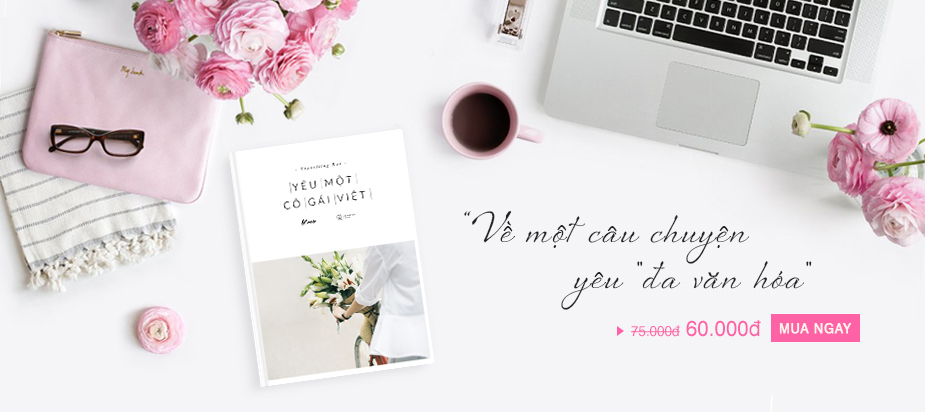 YÊU MỘT
CÔ GÁI VIỆT
"Về một câu chuyện
yêu "đa văn hóa"
75.000đ 60.000đ MUA NGAY